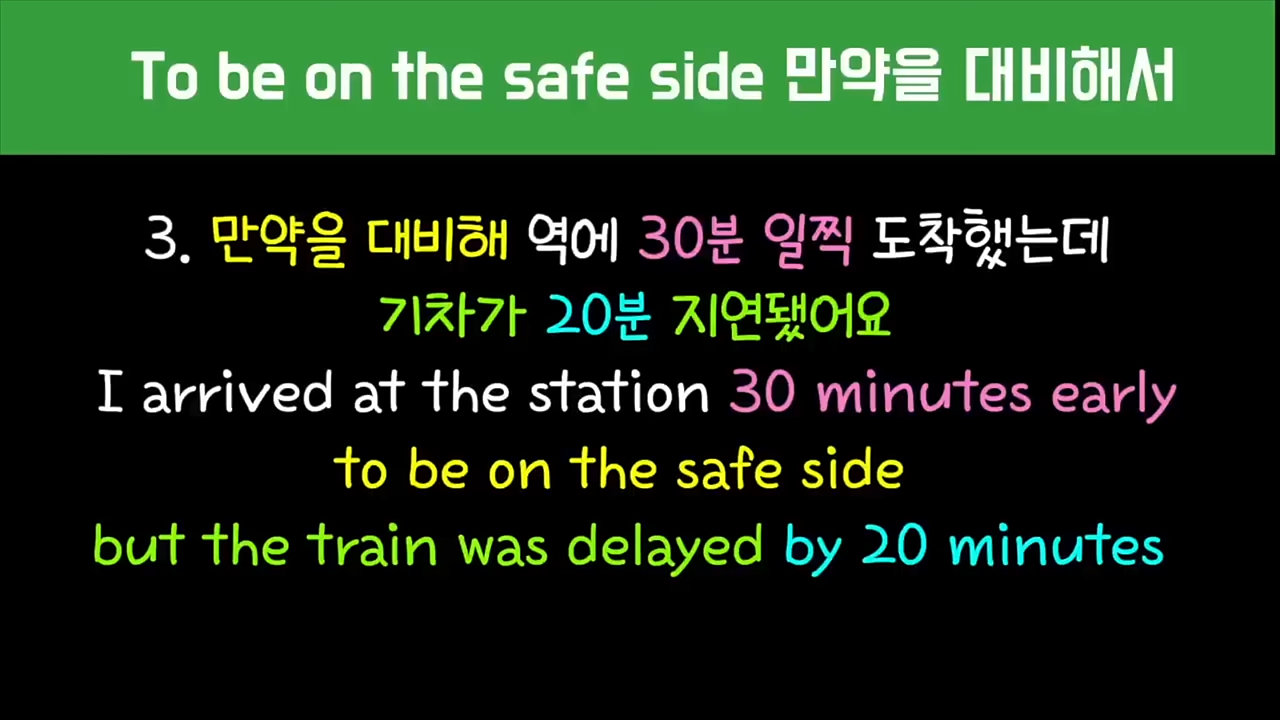 To be on the safe side 만약을 대비해서
3. 만약을 대비해 역에 30분 일찍 도착했는데
기차가 20분 지연됐어요
I arrived at the station 30 minutes early
to be on the safe side
but the train was delayed by 20 minutes